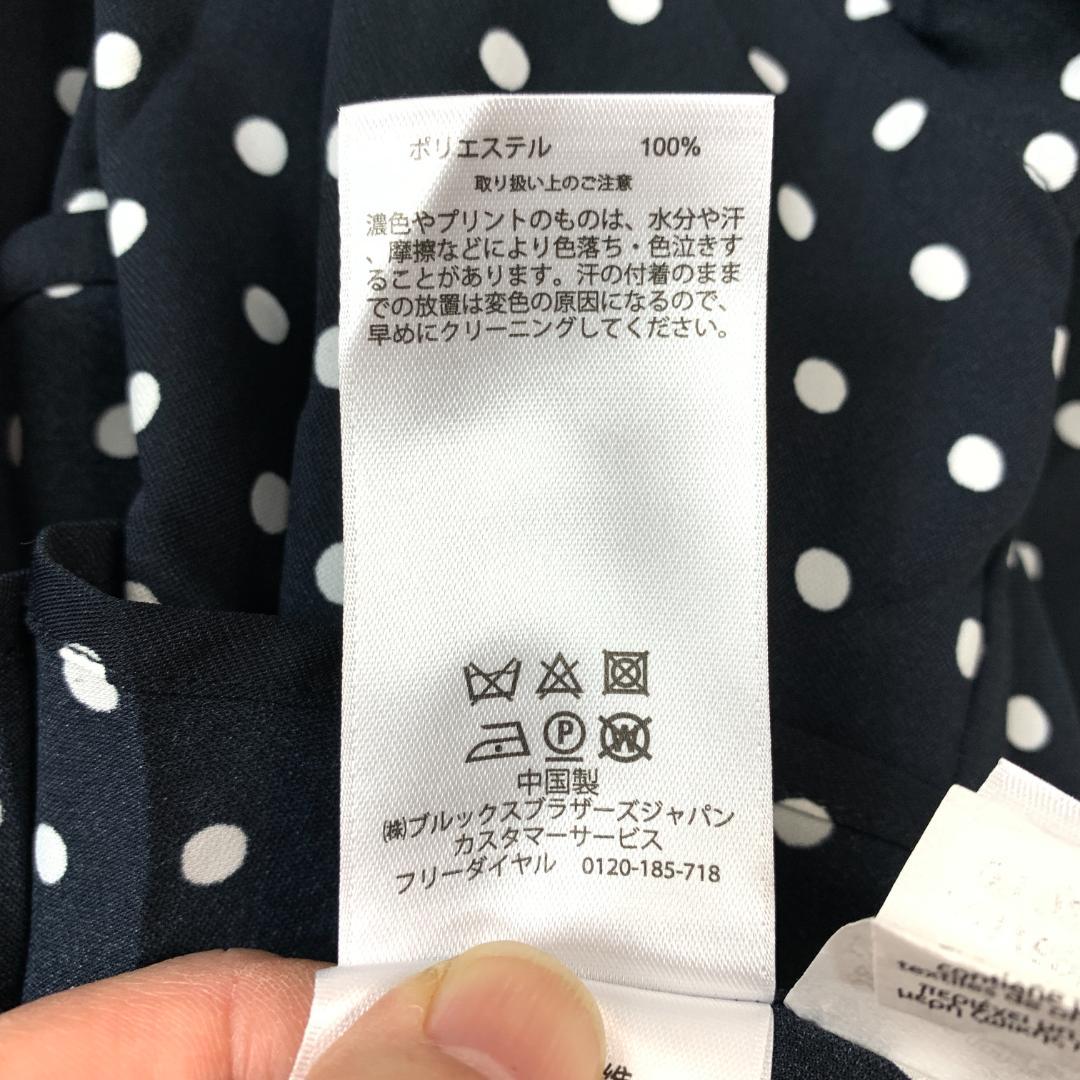 ポリエステル 100%
取り扱い上のご注意
濃色やプリントのものは、水分や汗
、摩擦などにより色落ち・色泣きす
ることがあります。汗の付着のまま
での放置は変色の原因になるので、
早めにクリーニングしてください。
P
W
中国製
㈱ブルックスブラザーズジャパン
カスタマーサービス
フリーダイヤル 0120-185-718